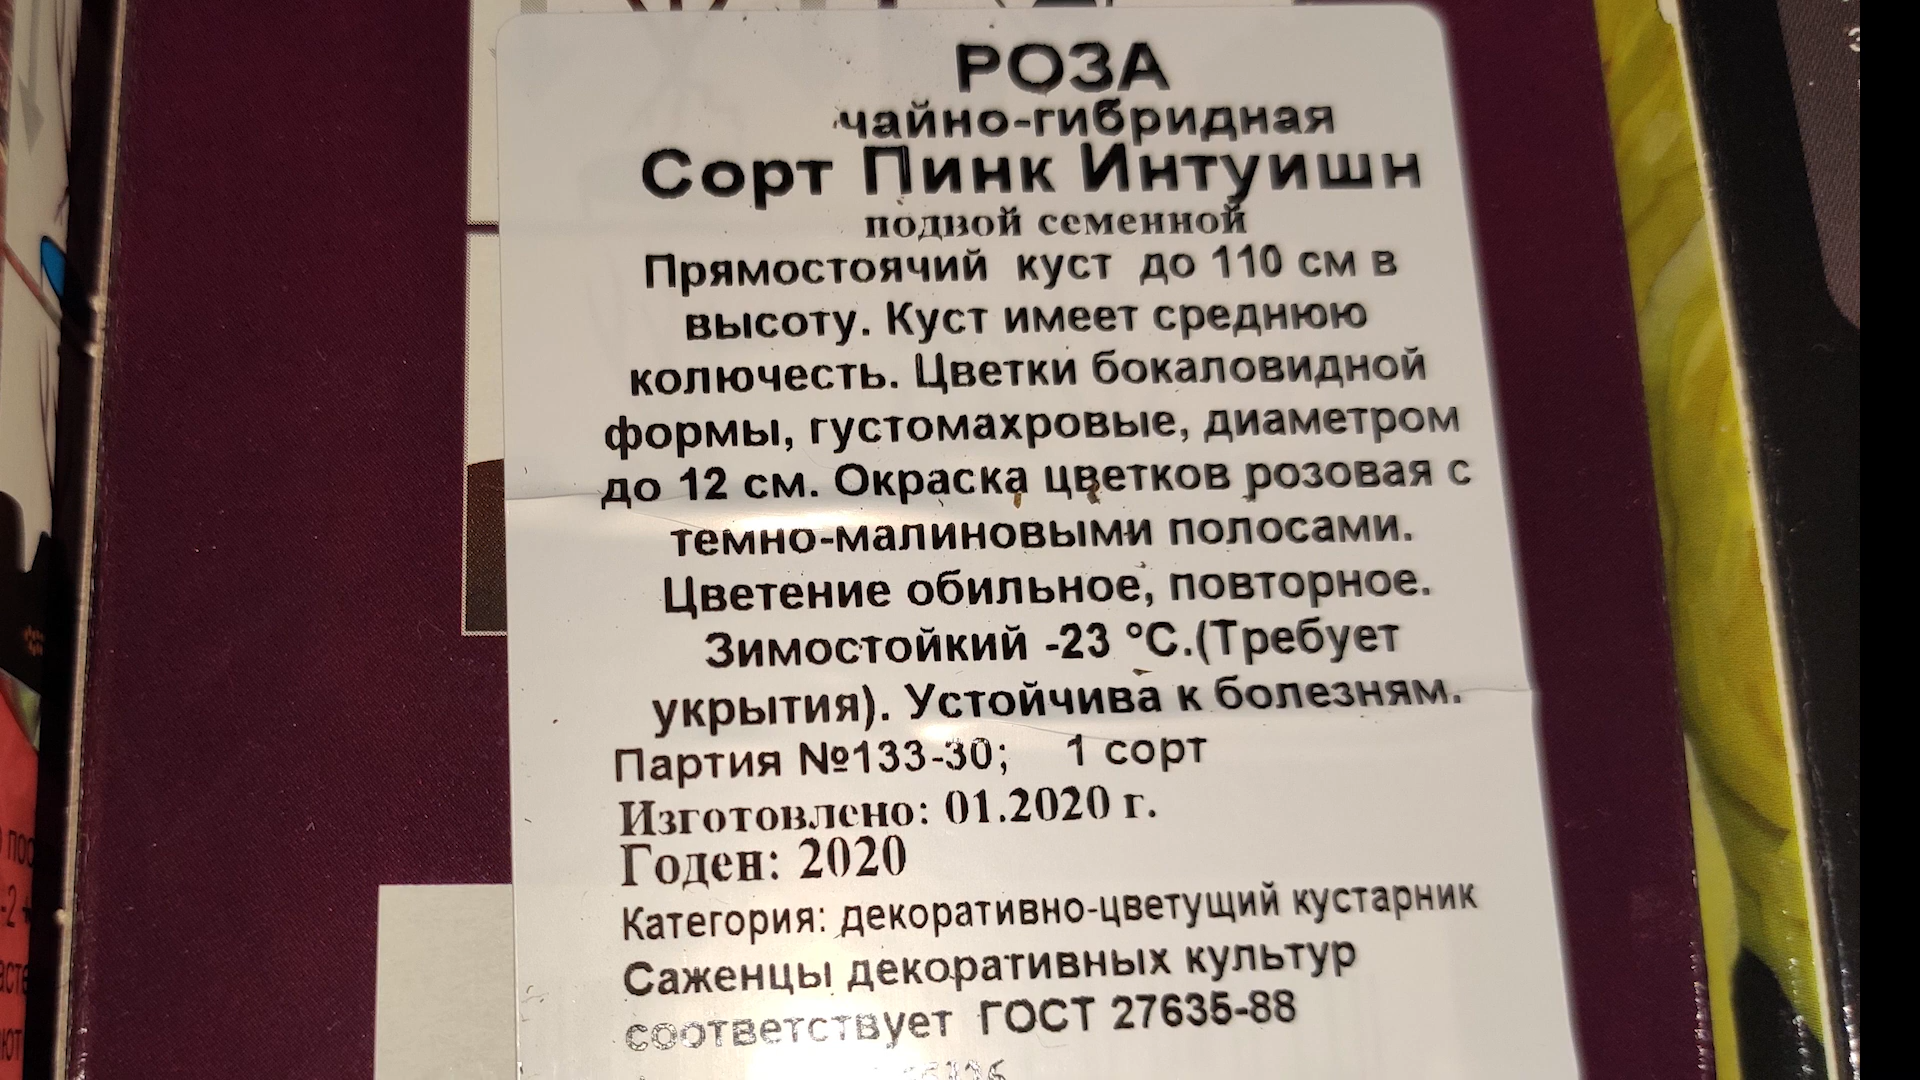 РОЗА
чайно-гибридная
Сорт Пинк Интуишн
подвой семенной
Прямостоячий куст до 110 см в
высоту. Куст имеет среднюю
колючесть. Цветки бокаловидной
формы, густомахровые, диаметром
до 12 см. Окраска цветков розовая с
темно-малиновыми полосами.
Цветение обильное, повторное.
Зимостойкий -23 °С.(Требует
укрытия). Устойчива к болезням.
Партия №133-30; 1 сорт
Изготовлено: 01.2020 г.
Годен: 2020
Категория: декоративно-цветущий кустарник
Саженцы декоративных культур
соответствует ГОСТ 27635-88